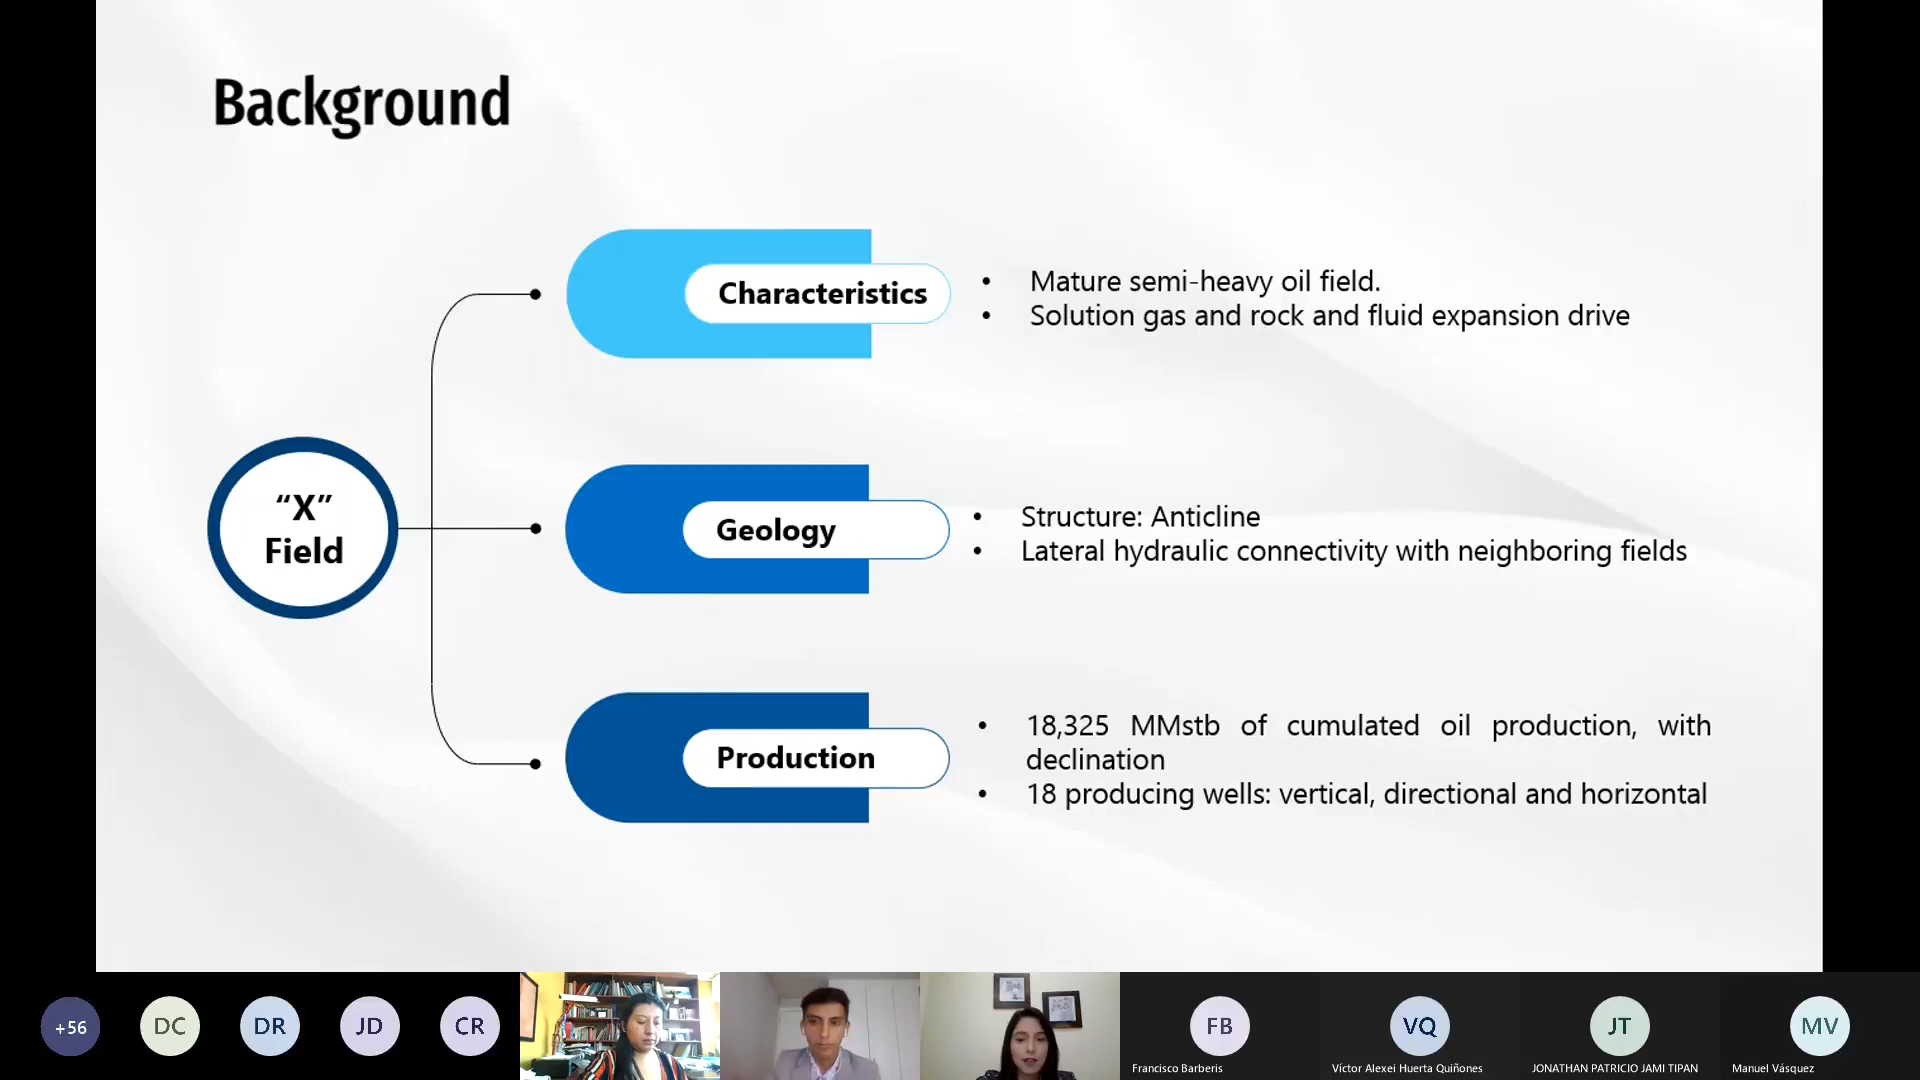 Background
“X”
Field
Characteristics
• Mature semi-heavy oil field.
• Solution gas and rock and fluid expansion drive
Geology
• Structure: Anticline
• Lateral hydraulic connectivity with neighboring fields
Production
• 18,325 MMstb of cumulated oil production, with
declination
• 18 producing wells: vertical, directional and horizontal
+56
DC
DR
JD
CR
FB
Francisco Barberis
VQ
Víctor Alexei Huerta Quiñones
JT
JONATHAN PATRICIO JAMI TIPAN
MV
Manuel Vásquez